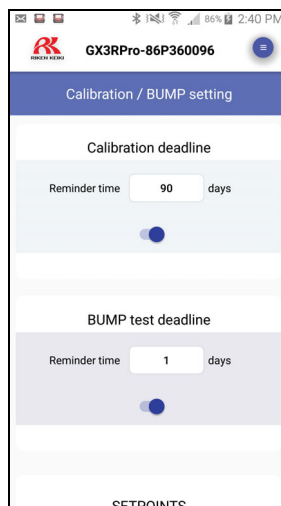 86% 2:40 PM
RIKEN KEIKI
GX3RPro-86P360096
Calibration / BUMP setting
Calibration deadline
Reminder time 90 days
BUMP test deadline
Reminder time 1 days
SETPOINTS